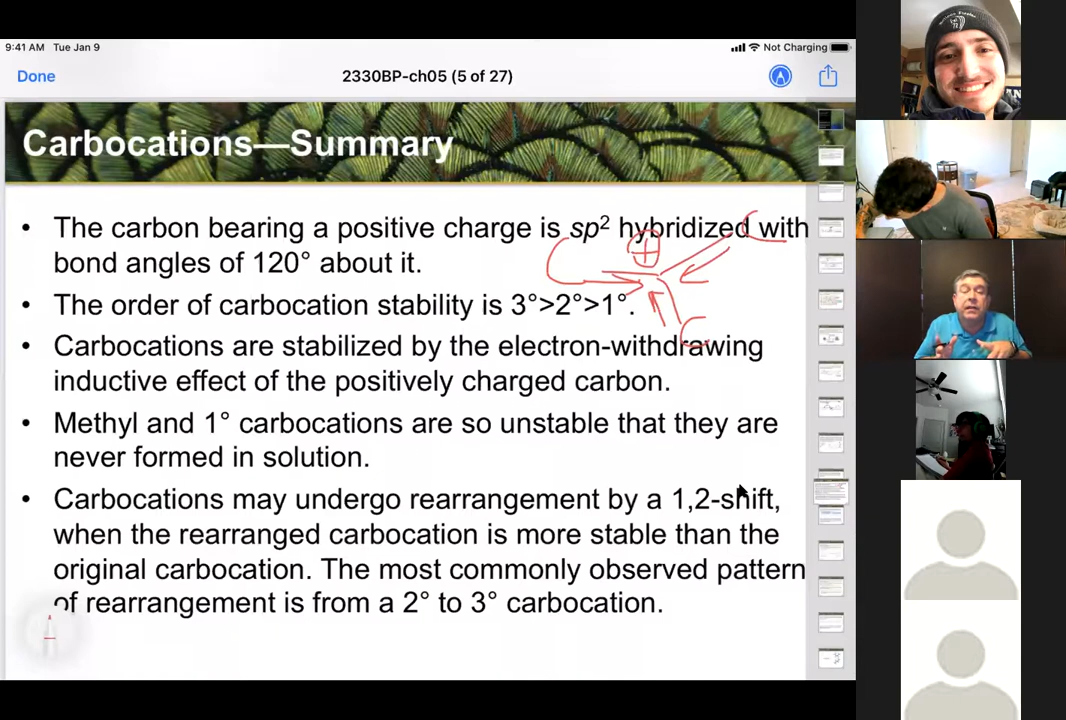 9:41 AM Tue Jan 9
Not Charging
Done
2330BP-ch05 (5 of 27)
Carbocations—Summary
• The carbon bearing a positive charge is sp² hybridized with
bond angles of 120° about it.
• The order of carbocation stability is 3°>2°>1°.
• Carbocations are stabilized by the electron-withdrawing
inductive effect of the positively charged carbon.
• Methyl and 1° carbocations are so unstable that they are
never formed in solution.
• Carbocations may undergo rearrangement by a 1,2-shift,
when the rearranged carbocation is more stable than the
original carbocation. The most commonly observed pattern
of rearrangement is from a 2° to 3° carbocation.
C
+
C
C